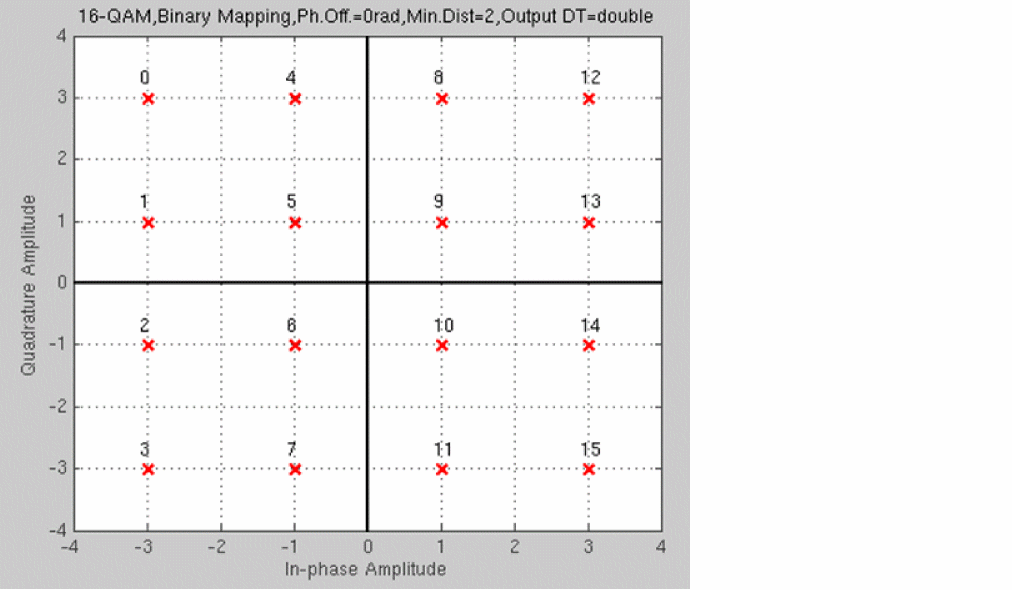 16-QAM,Binary Mapping,Ph.Off.=0rad,Min.Dist=2,Output DT=double
4
0 4 8 12
3
2
1 5 9 13
1
Quadrature Amplitude
0
2 6 10 14
-1
-2
3 7 11 15
-3
-4
-4 -3 -2 -1 0 1 2 3 4
In-phase Amplitude